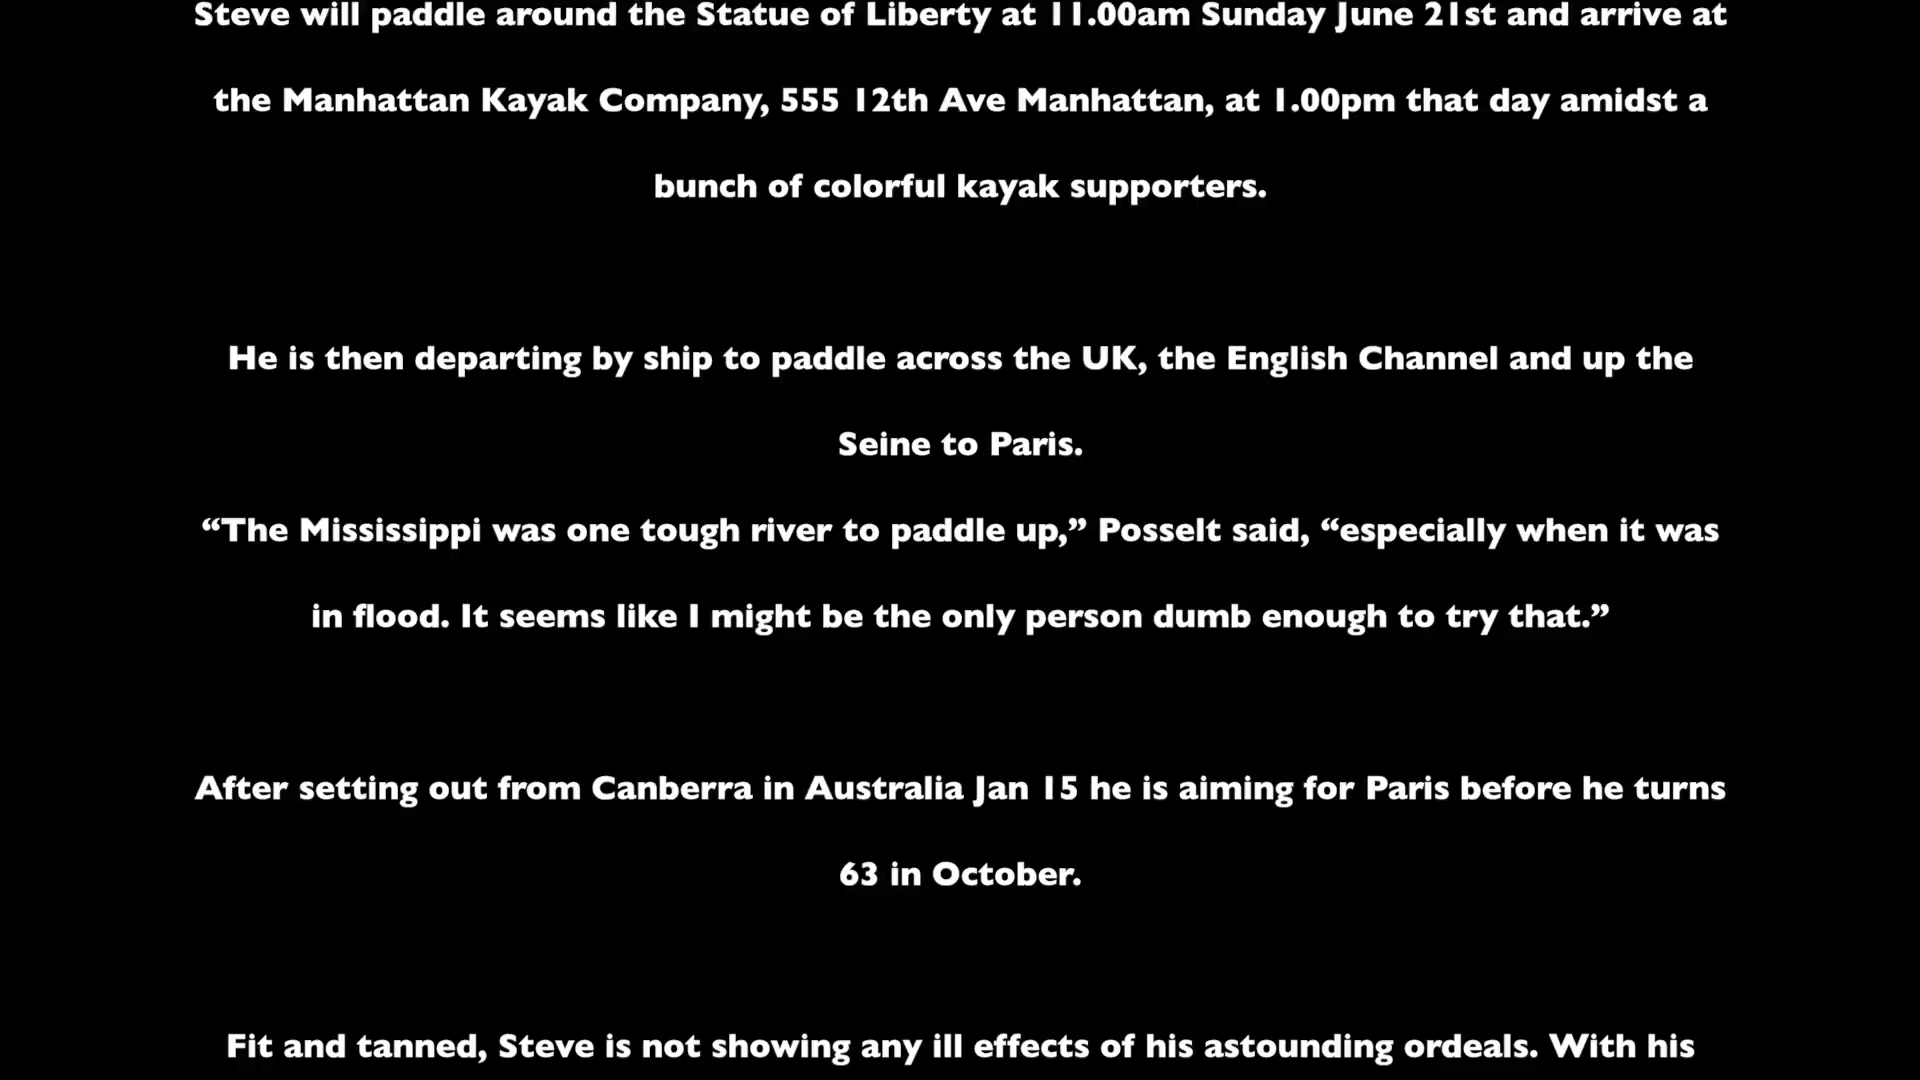 Steve will paddle around the Statue of Liberty at 11.00am Sunday June 21st and arrive at
the Manhattan Kayak Company, 555 12th Ave Manhattan, at 1.00pm that day amidst a
bunch of colorful kayak supporters.
He is then departing by ship to paddle across the UK, the English Channel and up the
Seine to Paris.
“The Mississippi was one tough river to paddle up,” Posselt said, “especially when it was
in flood. It seems like I might be the only person dumb enough to try that.”
After setting out from Canberra in Australia Jan 15 he is aiming for Paris before he turns
63 in October.
Fit and tanned, Steve is not showing any ill effects of his astounding ordeals. With his